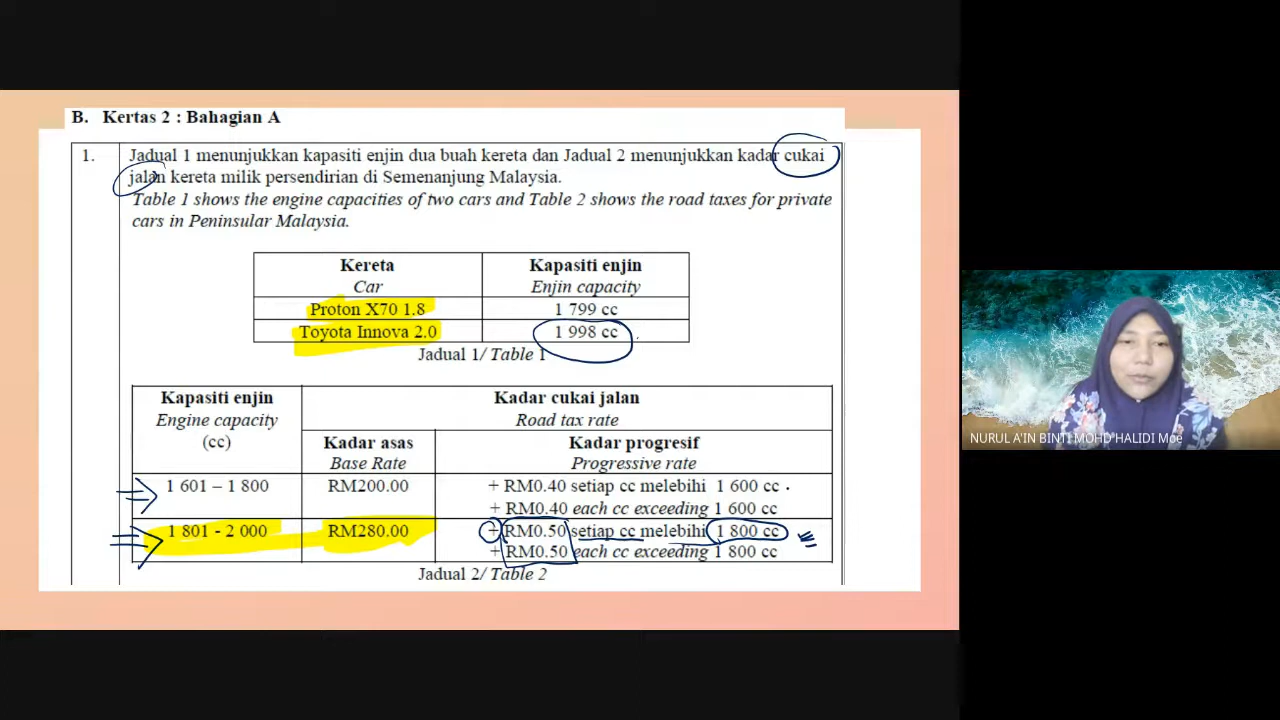 B. Kertas 2 : Bahagian A
1. Jadual 1 menunjukkan kapasiti enjin dua buah kereta dan Jadual 2 menunjukkan kadar cukai
jalan kereta milik persendirian di Semenanjung Malaysia.
Table 1 shows the engine capacities of two cars and Table 2 shows the road taxes for private
cars in Peninsular Malaysia.
Kereta Kapasiti enjin
Car Enjin capacity
Proton X70 1.8 1 799 cc
Toyota Innova 2.0 1 998 cc
Jadual 1/ Table 1
Kapasiti enjin Kadar cukai jalan
Engine capacity Road tax rate
(cc) Kadar asas Kadar progresif
Base Rate Progressive rate
1 601 – 1 800 RM200.00 + RM0.40 setiap cc melebihi 1 600 cc
+ RM0.40 each cc exceeding 1 600 cc
1 801 - 2 000 RM280.00 + RM0.50 setiap cc melebihi 1 800 cc
+ RM0.50 each cc exceeding 1 800 cc
Jadual 2/ Table 2
NURUL A'IN BINTI MOHD HALIDI Moe